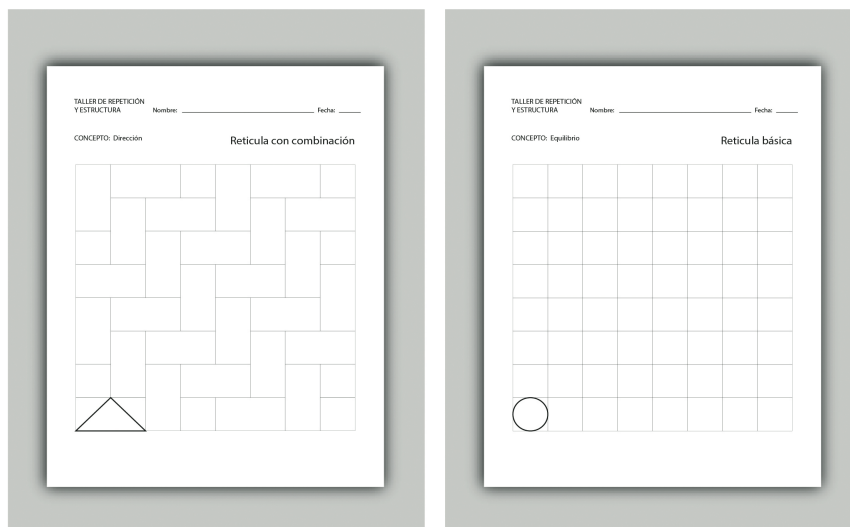 TALLER DE REPETICIÓN
Y ESTRUCTURA Nombre: Fecha:
CONCEPTO: Dirección
Reticula con combinación
TALLER DE REPETICIÓN
Y ESTRUCTURA Nombre: Fecha:
CONCEPTO: Equilibrio
Reticula básica